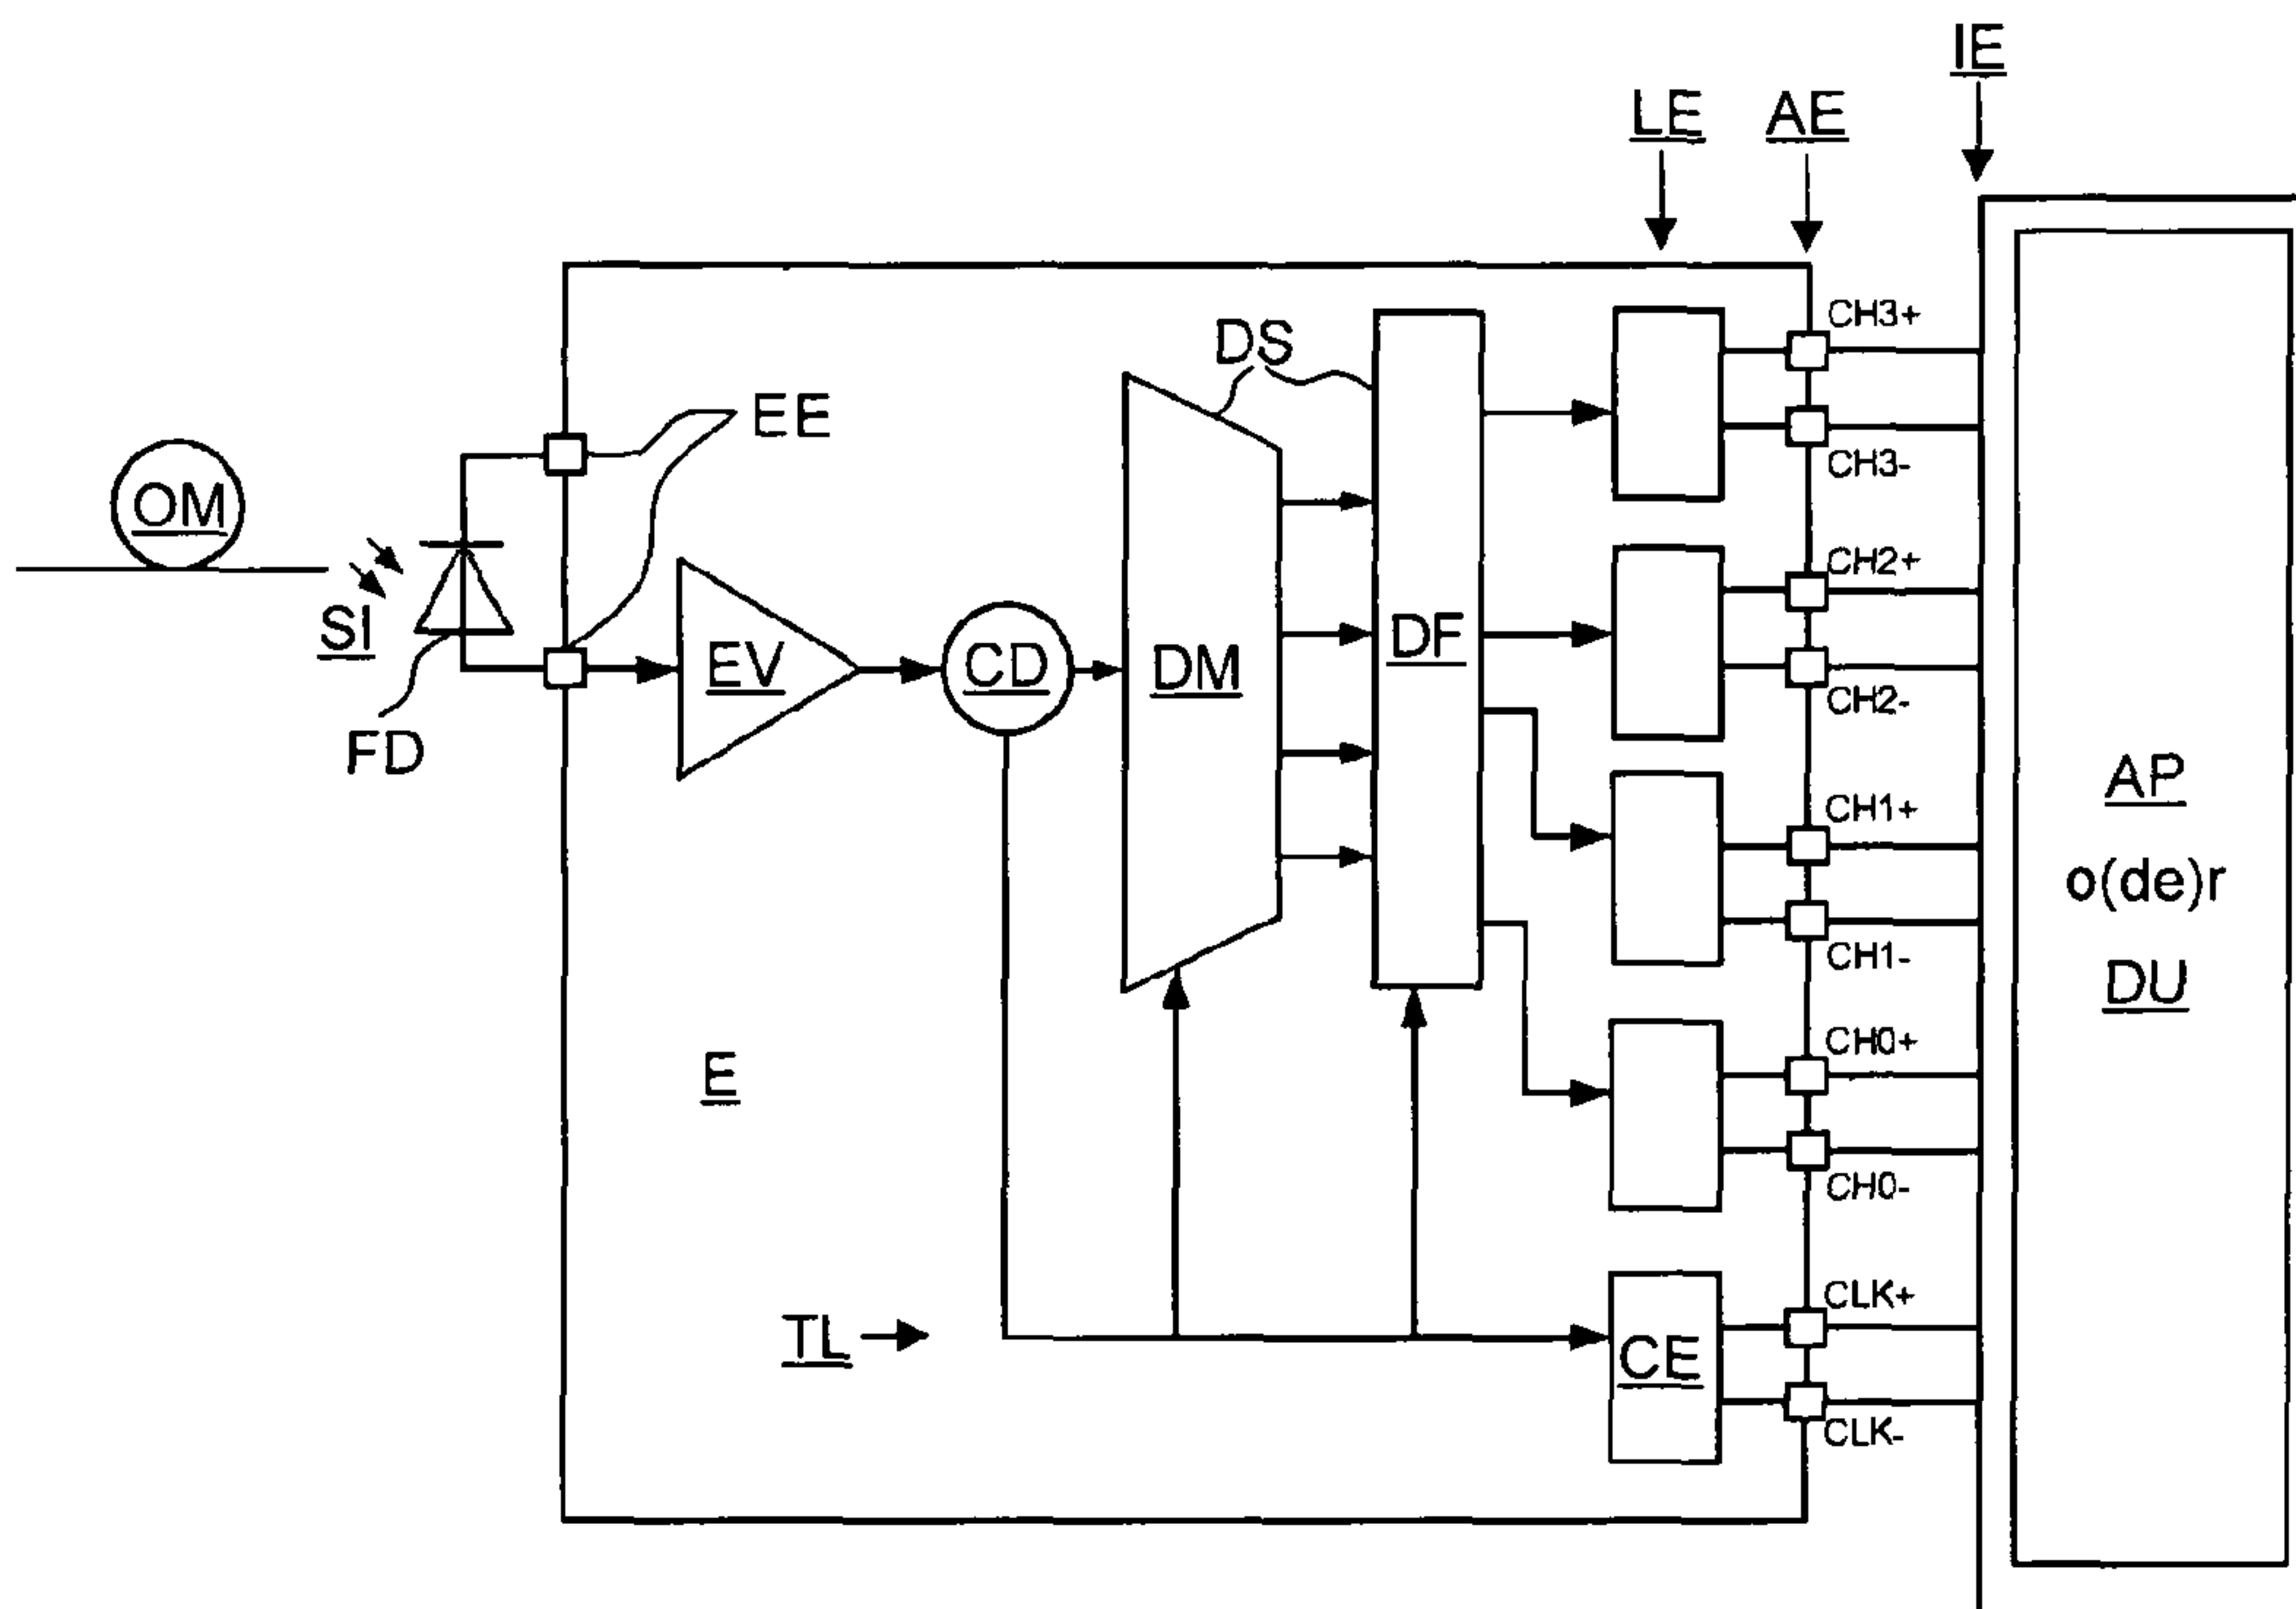 IE
LE
AE
CH3+
DS
EE
CH3-
OM
CH2+
SI
EV
CD
DM
DF
CH2-
FD
AP
CH1+
o(de)r
CH1-
DU
CH0+
E
CH0-
CLK+
TL
CE
CLK-